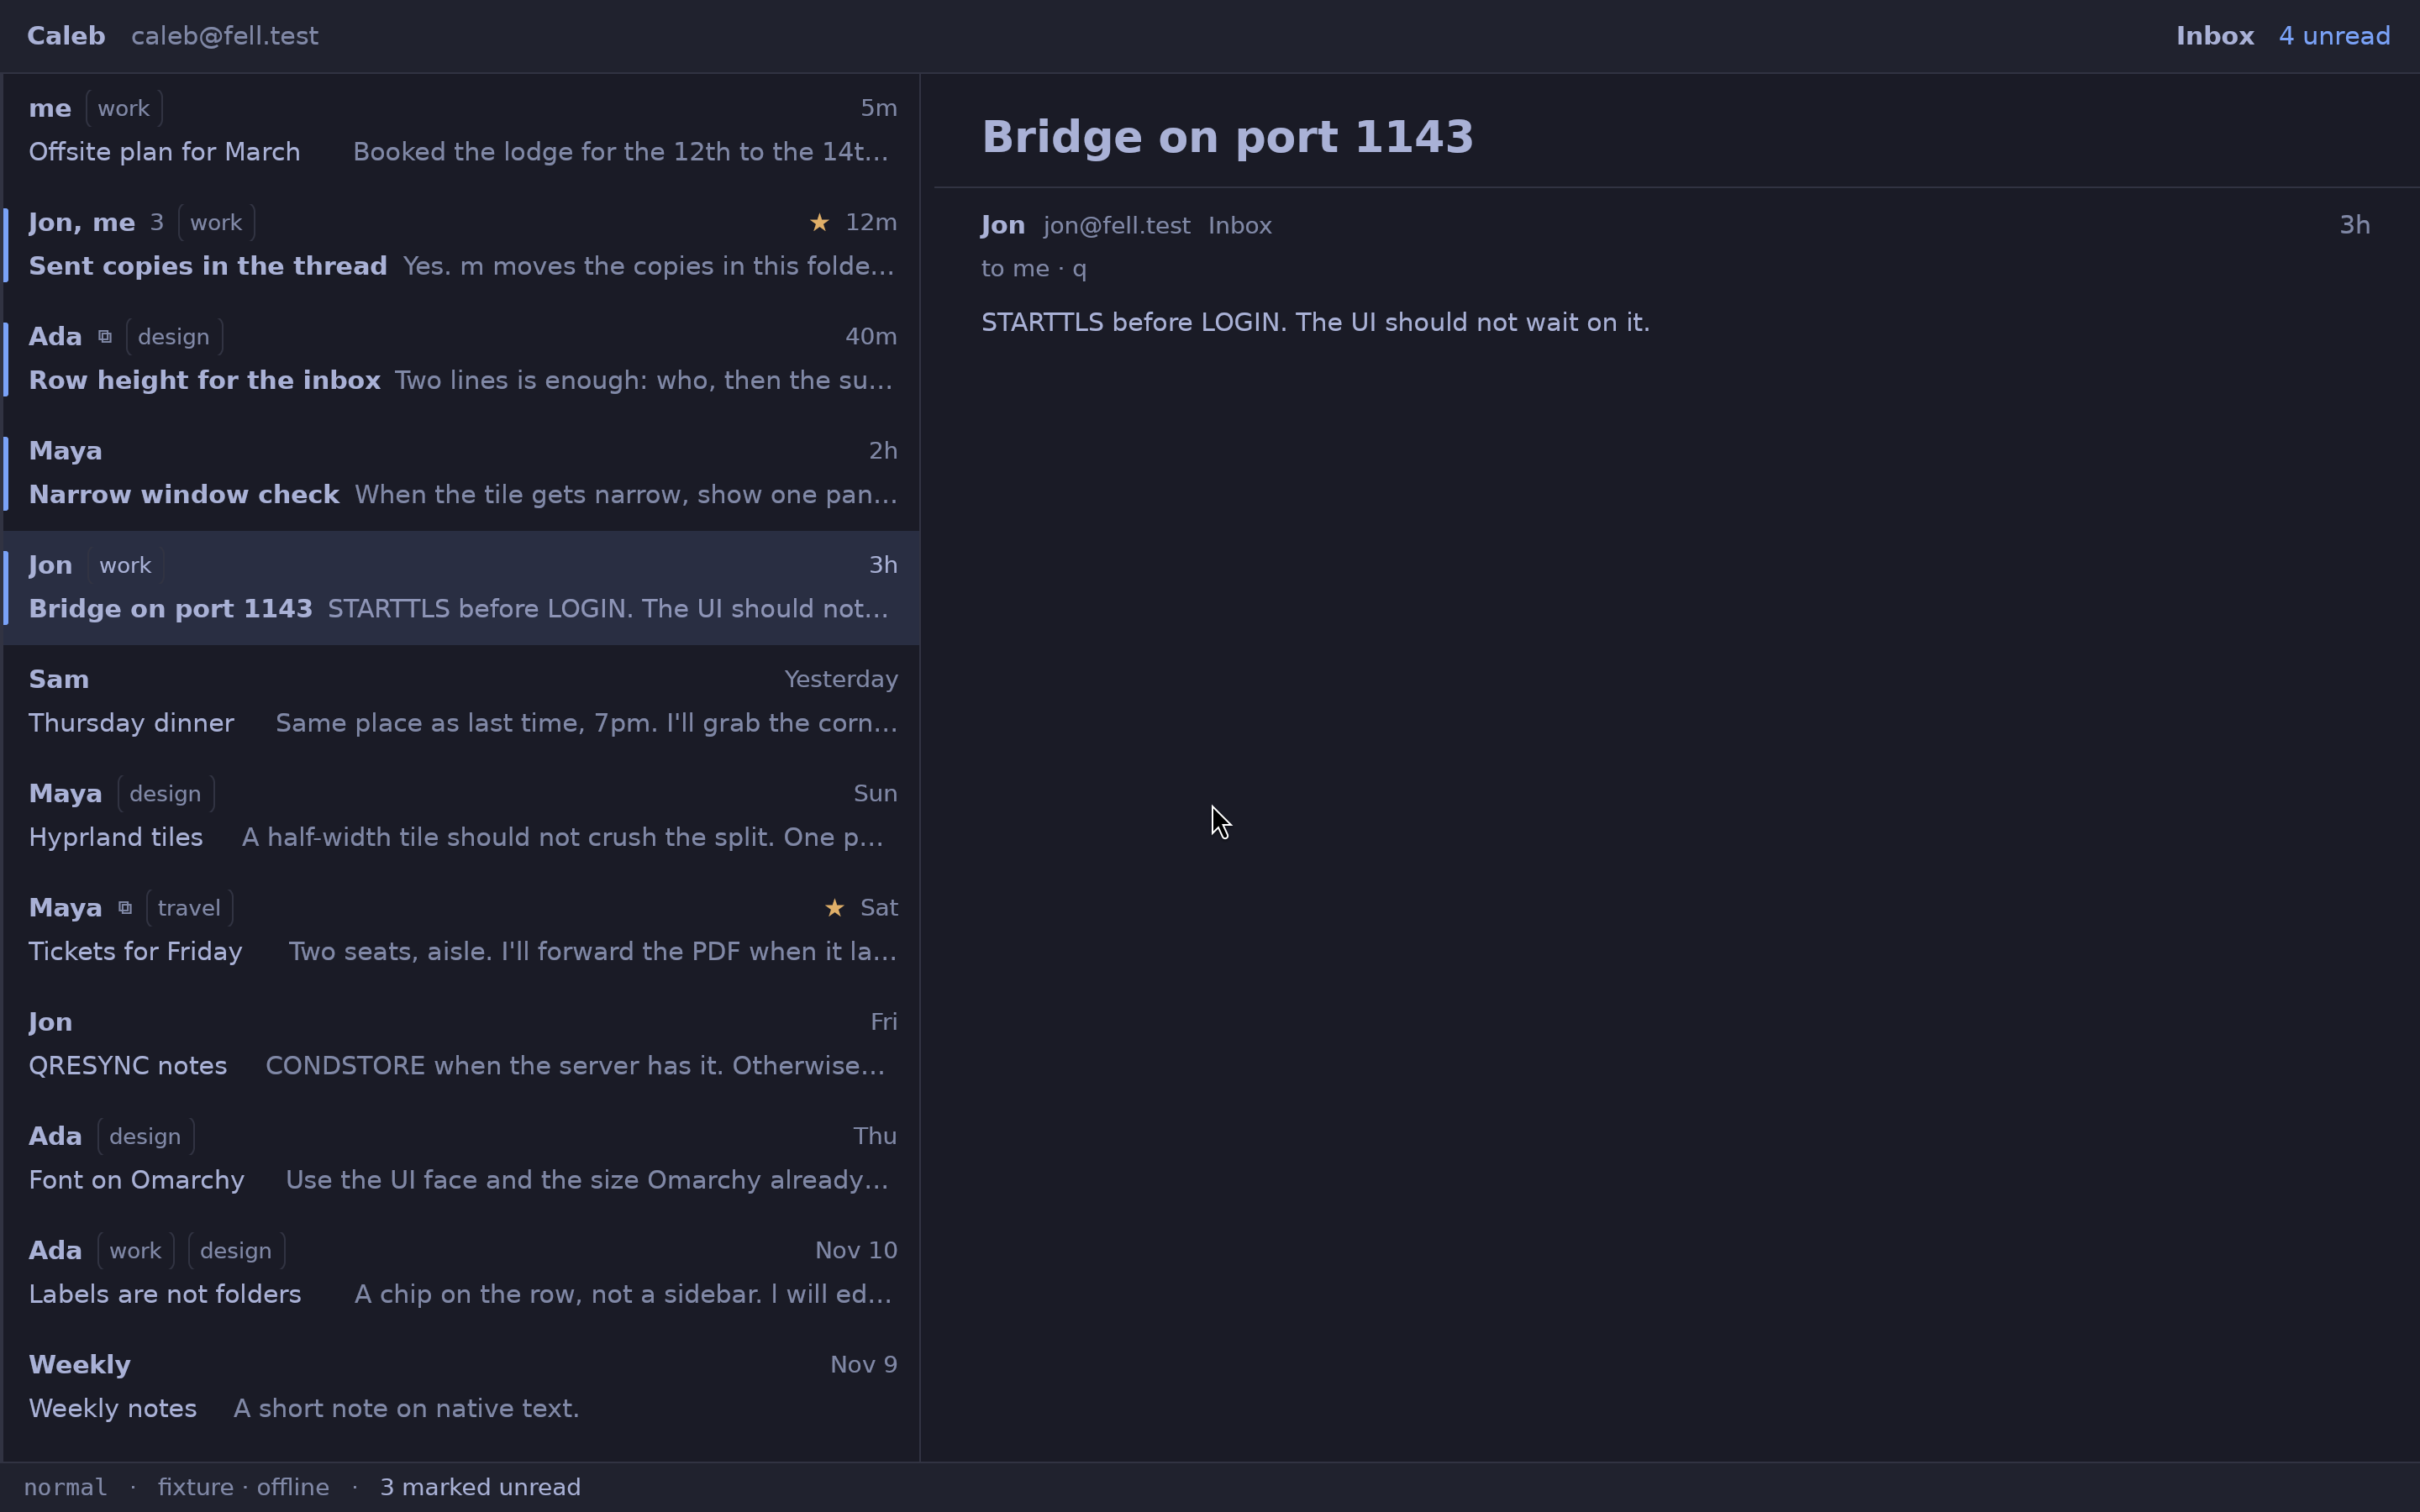 Caleb caleb@fell.test
Inbox 4 unread
me work 5m
Offsite plan for March Booked the lodge for the 12th to the 14t…
Jon, me 3 work ★ 12m
Sent copies in the thread Yes. m moves the copies in this folde…
Ada ⧉ design 40m
Row height for the inbox Two lines is enough: who, then the su…
Maya 2h
Narrow window check When the tile gets narrow, show one pan…
Jon work 3h
Bridge on port 1143 STARTTLS before LOGIN. The UI should not…
Sam Yesterday
Thursday dinner Same place as last time, 7pm. I'll grab the corn…
Maya design Sun
Hyprland tiles A half-width tile should not crush the split. One p…
Maya ⧉ travel ★ Sat
Tickets for Friday Two seats, aisle. I'll forward the PDF when it la…
Jon Fri
QRESYNC notes CONDSTORE when the server has it. Otherwise…
Ada design Thu
Font on Omarchy Use the UI face and the size Omarchy already…
Ada work design Nov 10
Labels are not folders A chip on the row, not a sidebar. l will ed…
Weekly Nov 9
Weekly notes A short note on native text.
Bridge on port 1143
Jon jon@fell.test Inbox 3h
to me · q
STARTTLS before LOGIN. The UI should not wait on it.
normal · fixture · offline · 3 marked unread